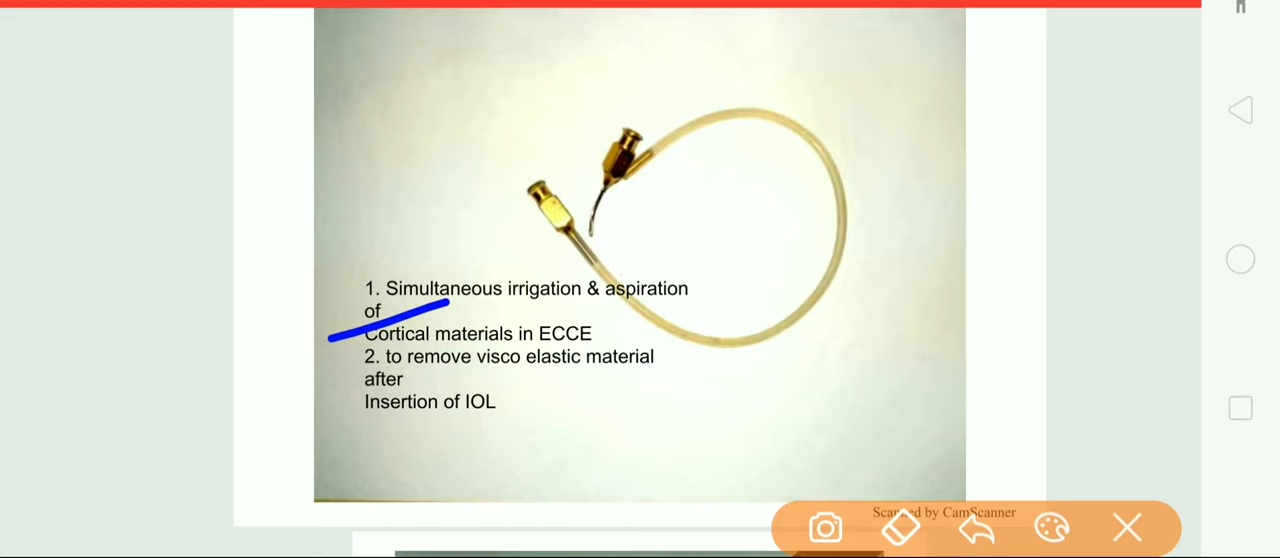 1. Simultaneous irrigation & aspiration
of
Cortical materials in ECCE
2. to remove visco elastic material
after
Insertion of IOL
Scanned by CamScanner